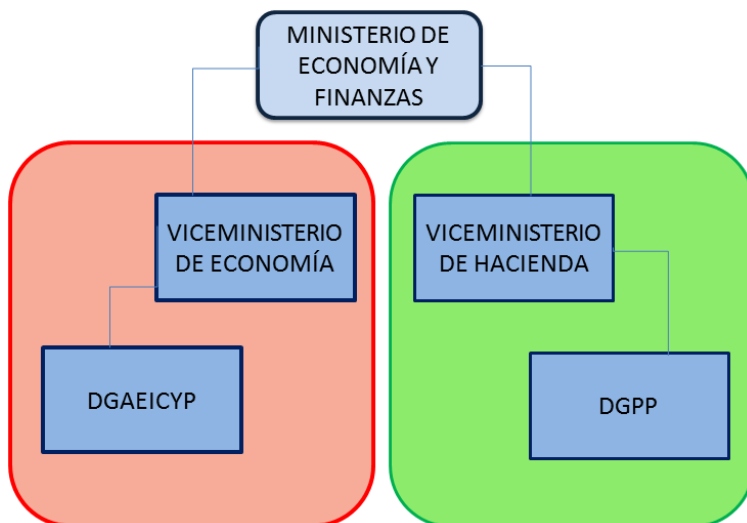 MINISTERIO DE
ECONOMÍA Y
FINANZAS
VICEMINISTERIO
DE ECONOMÍA
VICEMINISTERIO
DE HACIENDA
DGAEICYP
DGPP